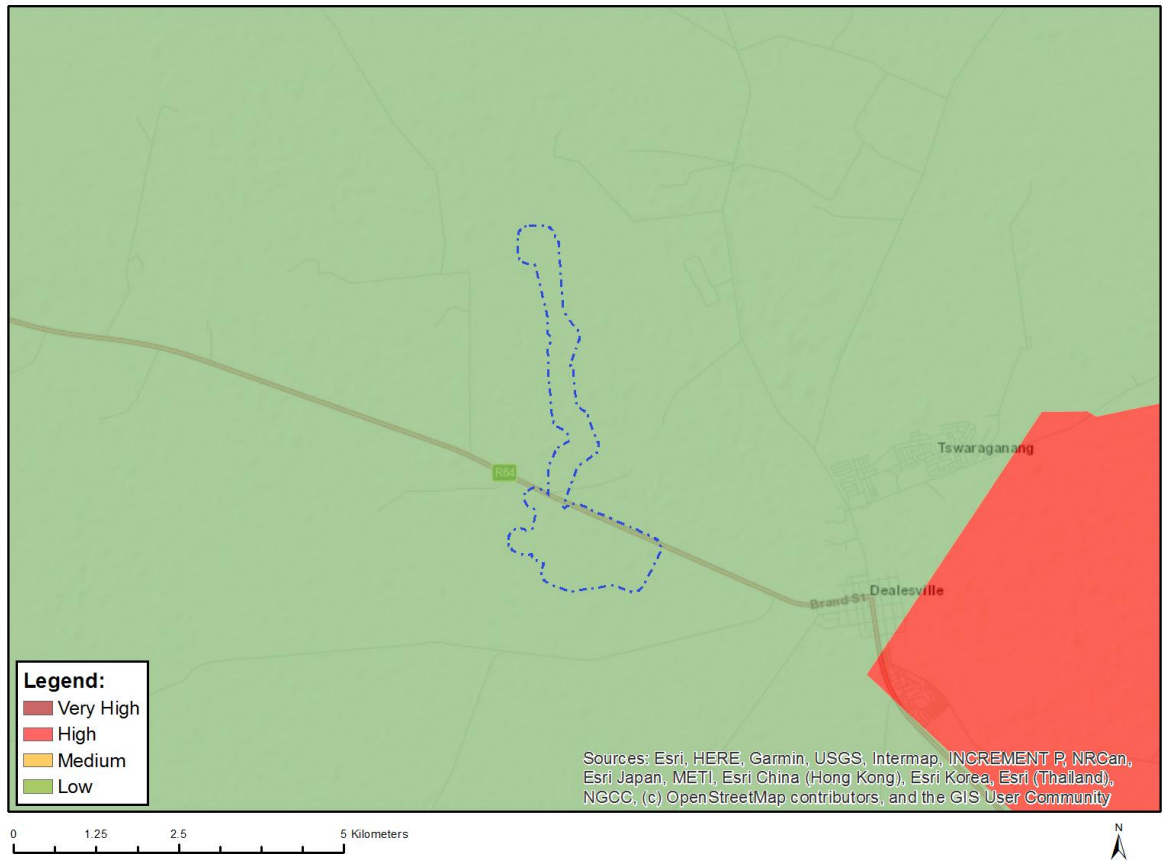 Tswaraganang
R64
Dealesville
Brand St
Legend:
Very High
High
Medium
Low
Sources: Esri, HERE, Garmin, USGS, Intermap, INCREMENT P, NRCan,
Esri Japan, METI, Esri China (Hong Kong), Esri Korea, Esri (Thailand),
NGCC, (c) OpenStreetMap contributors, and the GIS User Community
0 1.25 2.5 5 Kilometers
N